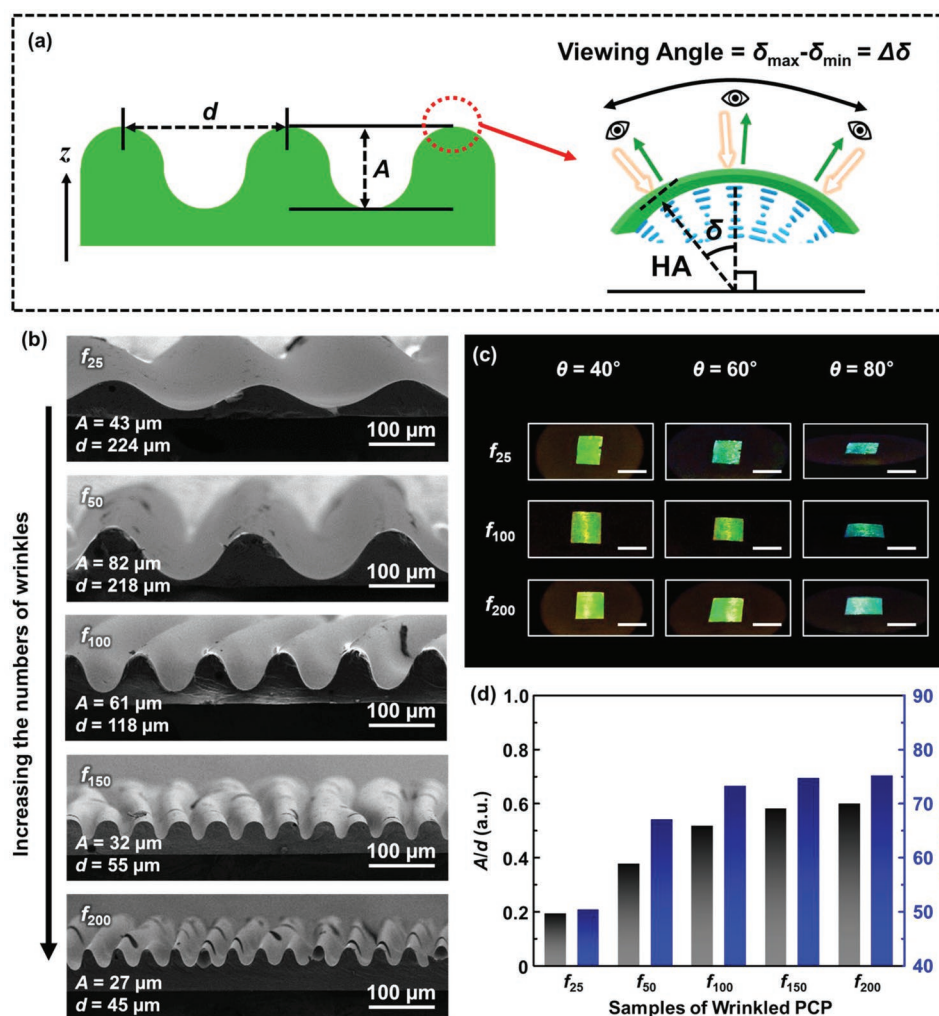 (a)
Viewing Angle = δmax-δmin = Δδ
d
z
A
δ
HA
(b)
Increasing the numbers of wrinkles
f25
A = 43 µm
d = 224 µm
100 µm
f50
A = 82 µm
d = 218 µm
100 µm
f100
A = 61 µm
d = 118 µm
100 µm
f150
A = 32 µm
d = 55 µm
100 µm
f200
A = 27 µm
d = 45 µm
100 µm
(c)
θ = 40° θ = 60° θ = 80°
f25
f100
f200
(d)
A/d (a.u.)
1.0
0.8
0.6
0.4
0.2
0
90
80
70
60
50
40
f25 f50 f100 f150 f200
Samples of Wrinkled PCP